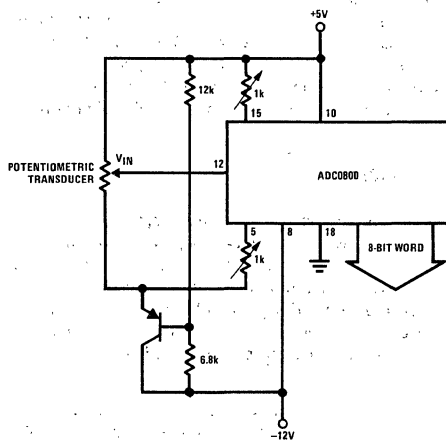 +5V
12k
1k
15
10
POTENTIOMETRIC
TRANSDUCER
VIN
12
ADC0800
5
8
18
8-BIT WORD
1k
6.8k
−12V